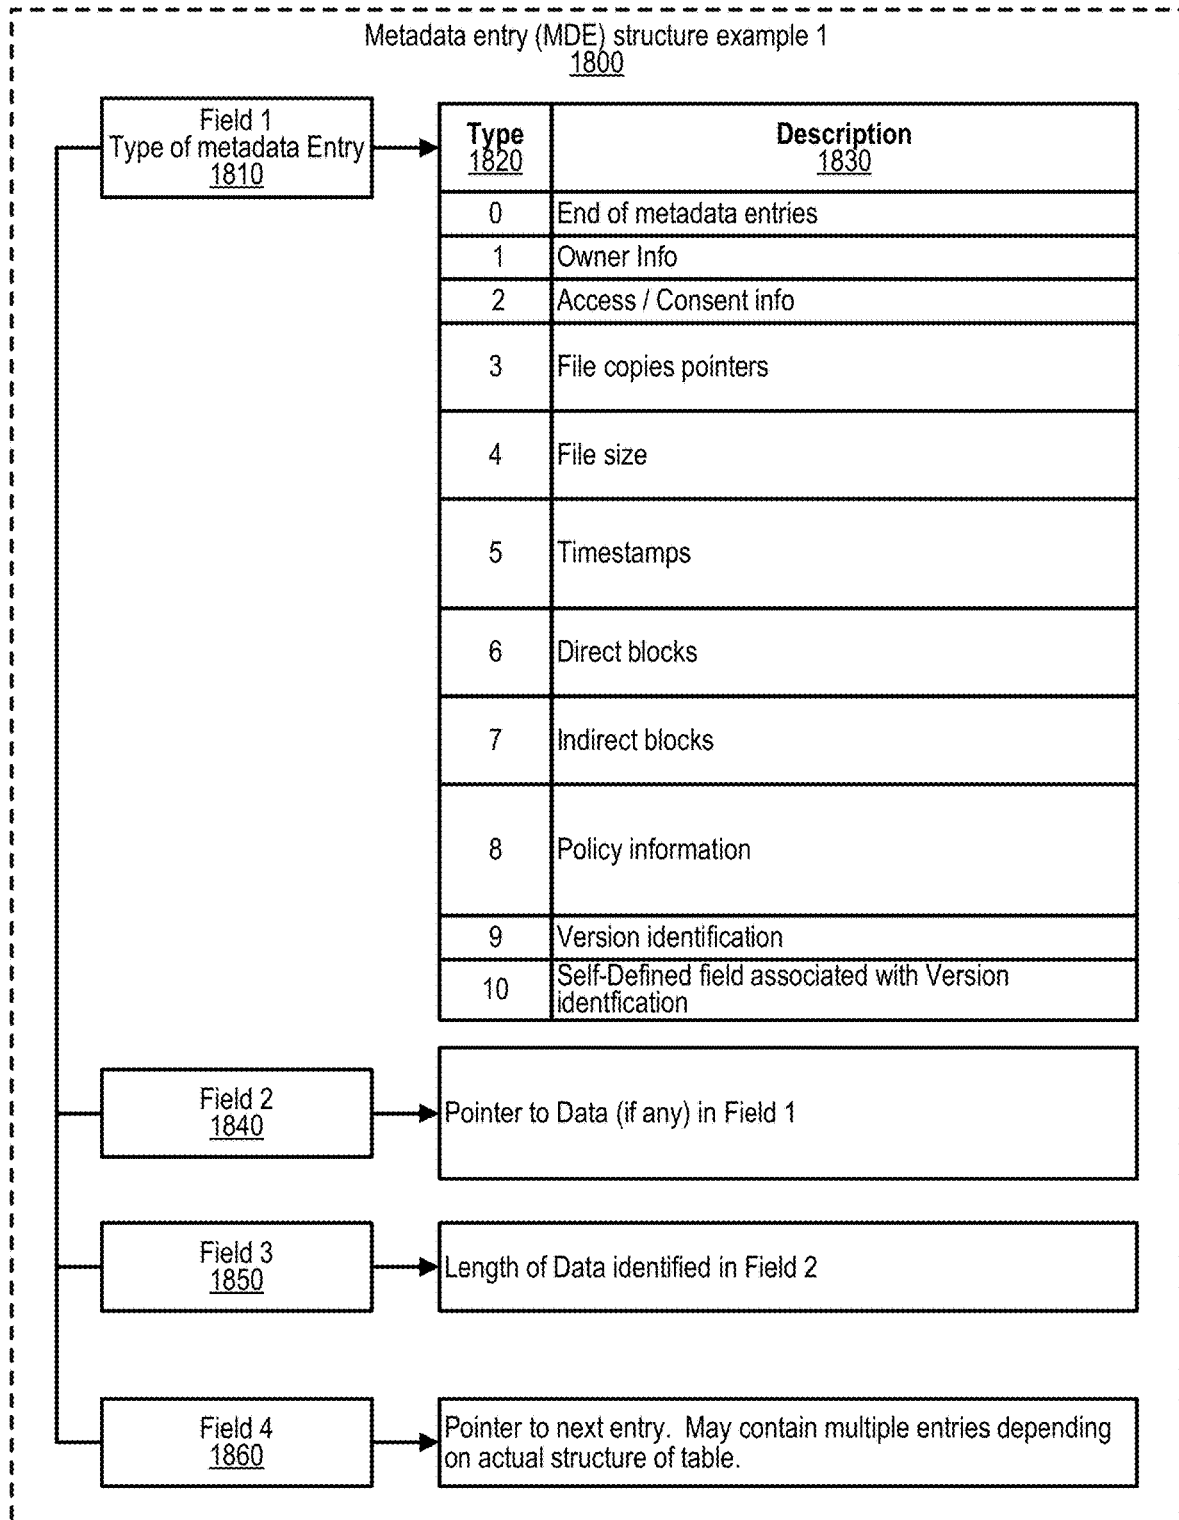 Metadata entry (MDE) structure example 1
1800
Field 1
Type of metadata Entry
1810
Type
1820
Description
1830
0
End of metadata entries
1
Owner Info
2
Access / Consent info
3
File copies pointers
4
File size
5
Timestamps
6
Direct blocks
7
Indirect blocks
8
Policy information
9
Version identification
10
Self-Defined field associated with Version
identfication
Field 2
1840
Pointer to Data (if any) in Field 1
Field 3
1850
Length of Data identified in Field 2
Field 4
1860
Pointer to next entry. May contain multiple entries depending
on actual structure of table.